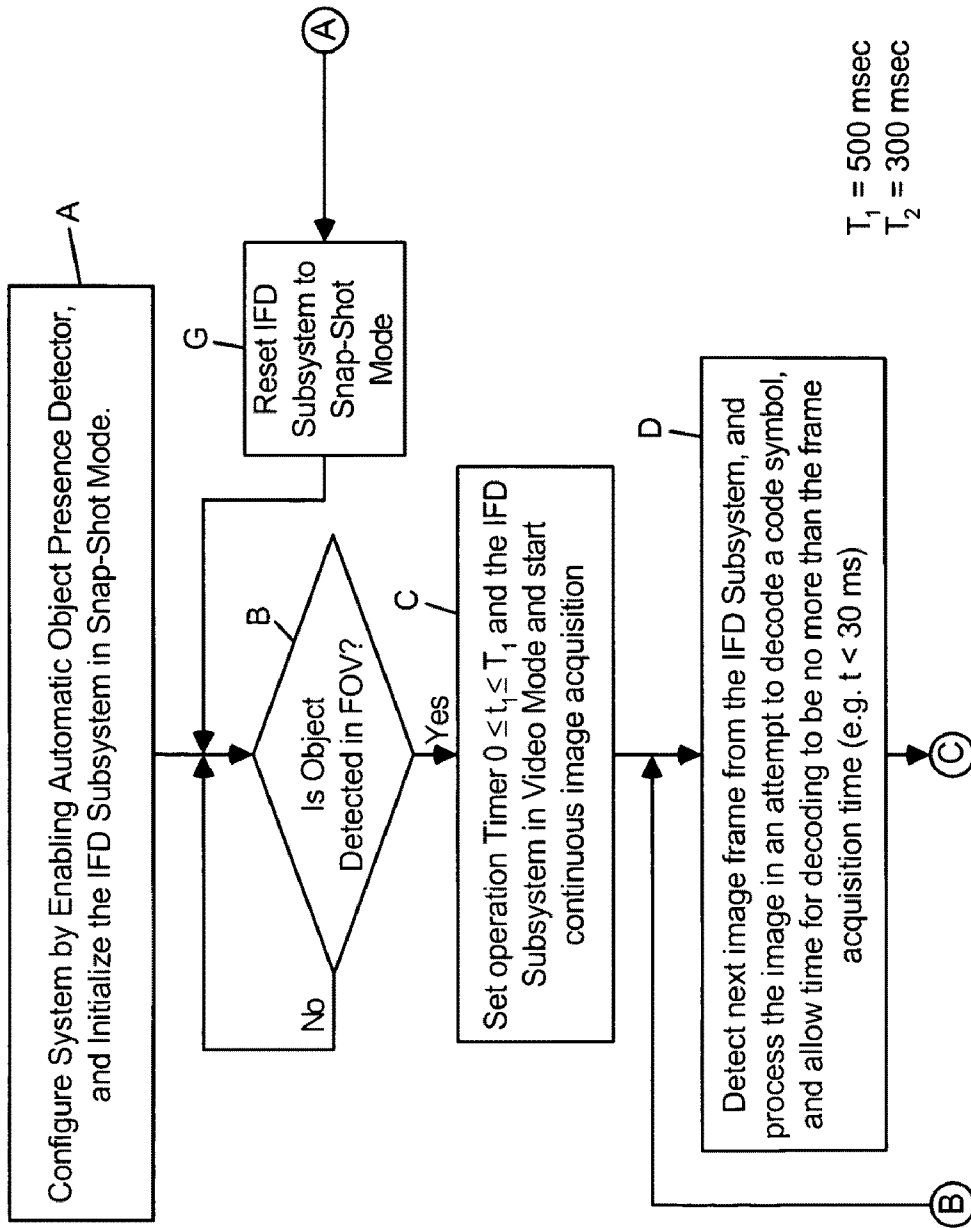 Configure System by Enabling Automatic Object Presence Detector,
and Initialize the IFD Subsystem in Snap-Shot Mode.
A
G
Reset IFD
Subsystem to
Snap-Shot
Mode
A
B
Is Object
Detected in FOV?
No
Yes
C
Set operation Timer 0 ≤ t₁ ≤ T₁ and the IFD
Subsystem in Video Mode and start
continuous image acquisition
D
Detect next image frame from the IFD Subsystem, and
process the image in an attempt to decode a code symbol,
and allow time for decoding to be no more than the frame
acquisition time (e.g. t < 30 ms)
B
C
T₁ = 500 msec
T₂ = 300 msec